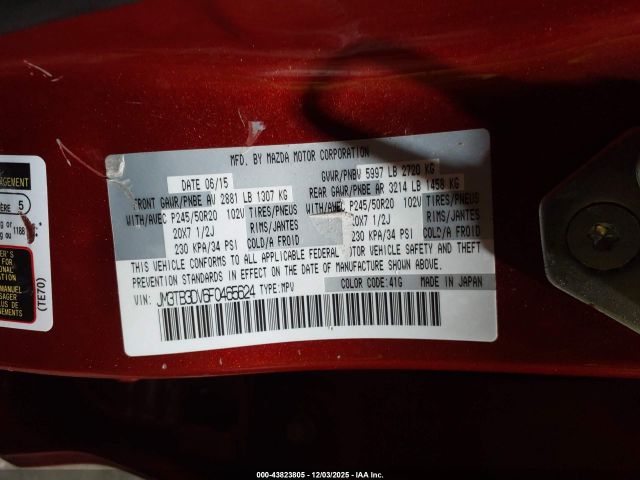 MFD. BY MAZDA MOTOR CORPORATION
DATE 06/15
GVWR/PNBV 5997 LB 2720 KG
FRONT GAWR/PNBE AV 2881 LB 1307 KG
REAR GAWR/PNBE AR 3214 LB 1458 KG
WITH/AVEC P245/50R20 102V TIRES/PNEUS
WITH/AVEC P245/50R20 102V TIRES/PNEUS
20X7 1/2J RIMS/JANTES
20X7 1/2J RIMS/JANTES
230 KPA/34 PSI COLD/A FROID
230 KPA/34 PSI COLD/A FROID
THIS VEHICLE CONFORMS TO ALL APPLICABLE FEDERAL MOTOR VEHICLE SAFETY AND THEFT
PREVENTION STANDARDS IN EFFECT ON THE DATE OF MANUFACTURE SHOWN ABOVE.
VIN: JM3TB3DV6F0465624 TYPE:MPV
COLOR CODE:41G
MADE IN JAPAN
5
(TE70)
000-43823805 - 12/03/2025 - IAA Inc.